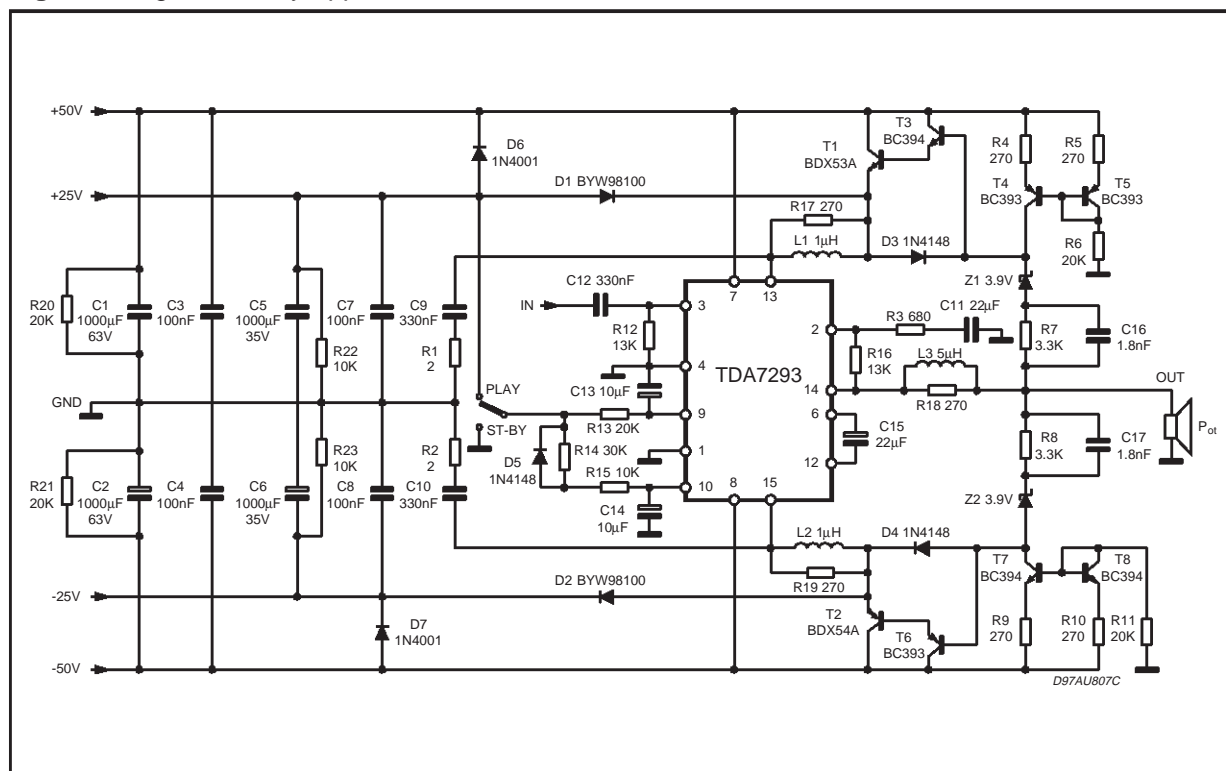 +50V
T3
BC394
D6
1N4001
T1
BDX53A
R4
270
R5
270
T4
BC393
T5
BC393
+25V
D1 BYW98100
R17 270
L1 1µH
D3 1N4148
R6
20K
Z1 3.9V
C12 330nF
IN
3
7
13
C11 22µF
R20
20K
C1
1000µF
63V
C3
100nF
C5
1000µF
35V
C7
100nF
C9
330nF
R12
13K
2
R3 680
R7
3.3K
C16
1.8nF
R22
10K
R1
2
4
TDA7293
R16
13K
L3 5µH
C13 10µF
14
R18 270
OUT
GND
PLAY
ST-BY
R13 20K
9
6
C15
22µF
Pot
R21
20K
C2
1000µF
63V
C4
100nF
C6
1000µF
35V
R23
10K
C8
100nF
R2
2
C10
330nF
D5
1N4148
R14 30K
R15 10K
1
10
12
R8
3.3K
C17
1.8nF
C14
10µF
8
15
Z2 3.9V
L2 1µH
D4 1N4148
R19 270
T7
BC394
T8
BC394
D2 BYW98100
-25V
D7
1N4001
T2
BDX54A
T6
BC393
R9
270
R10
270
R11
20K
-50V
D97AU807C